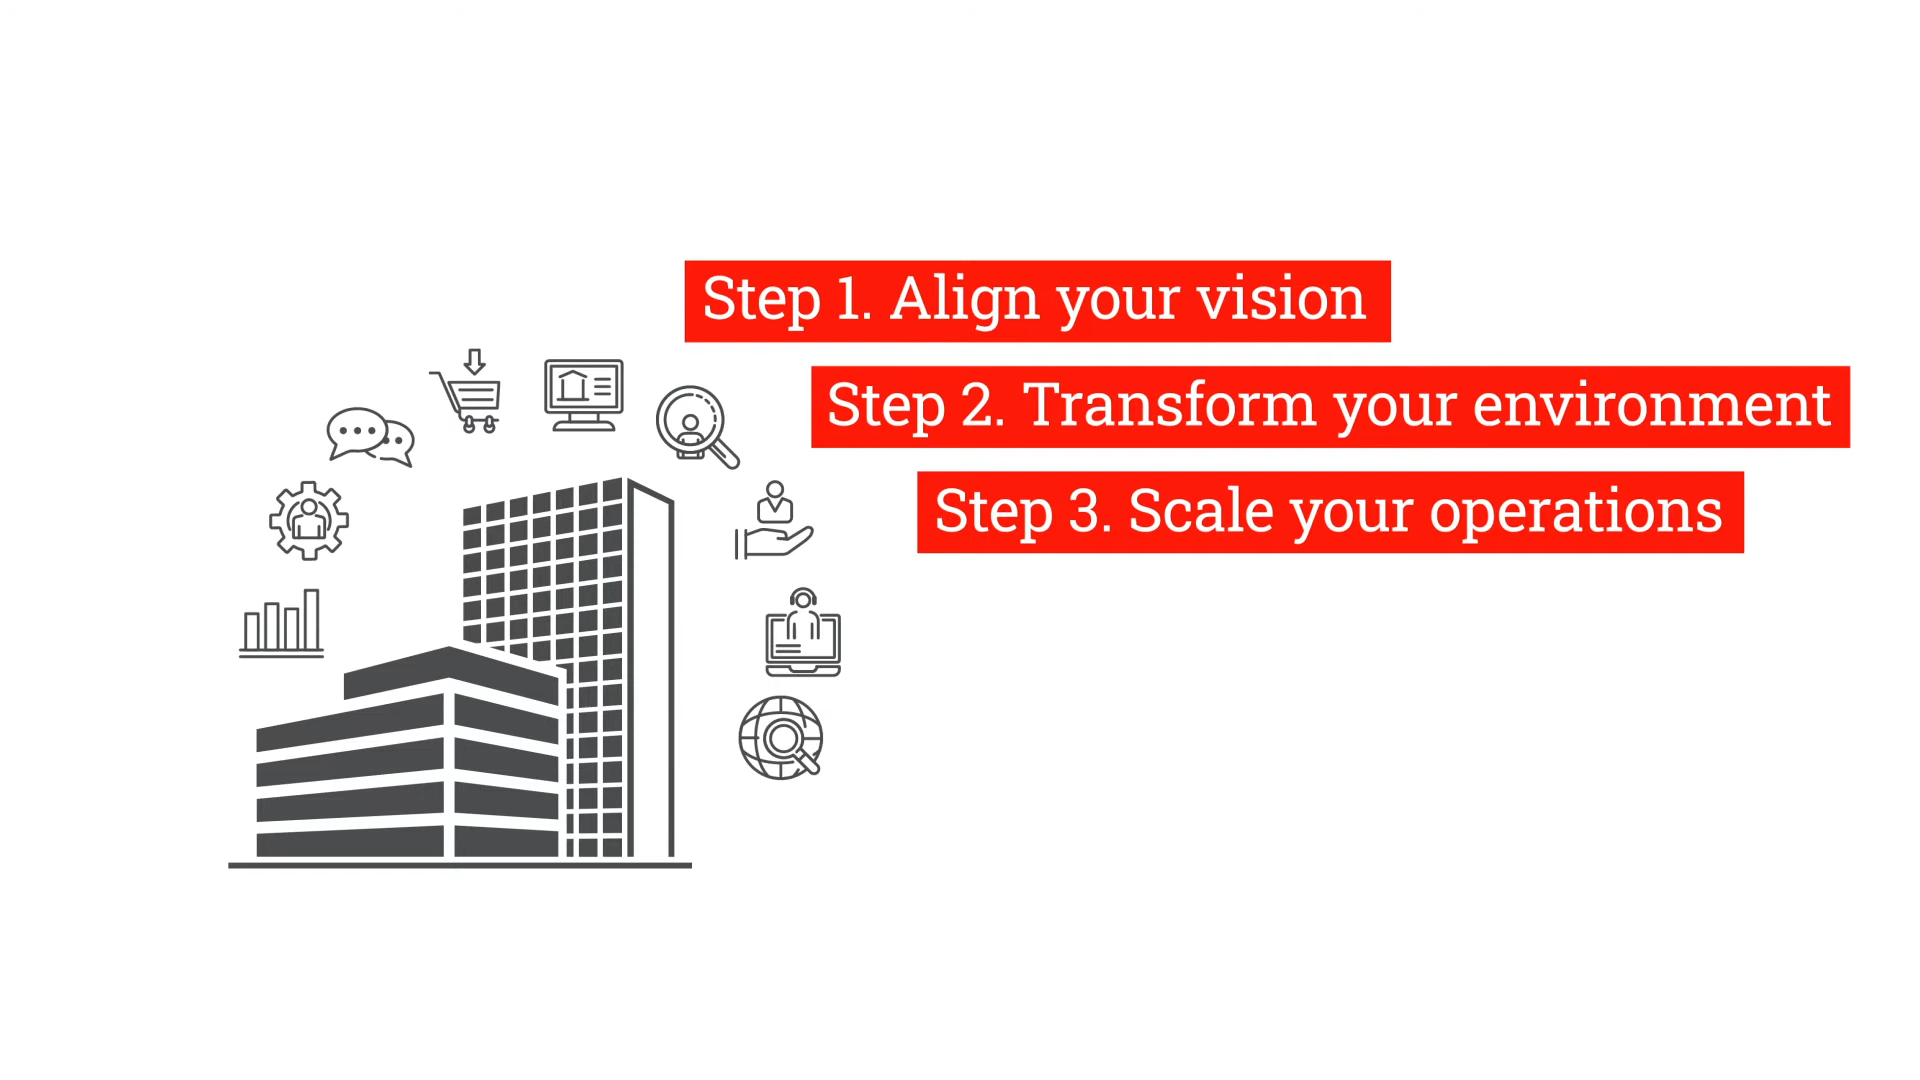 Step 1. Align your vision
Step 2. Transform your environment
Step 3. Scale your operations